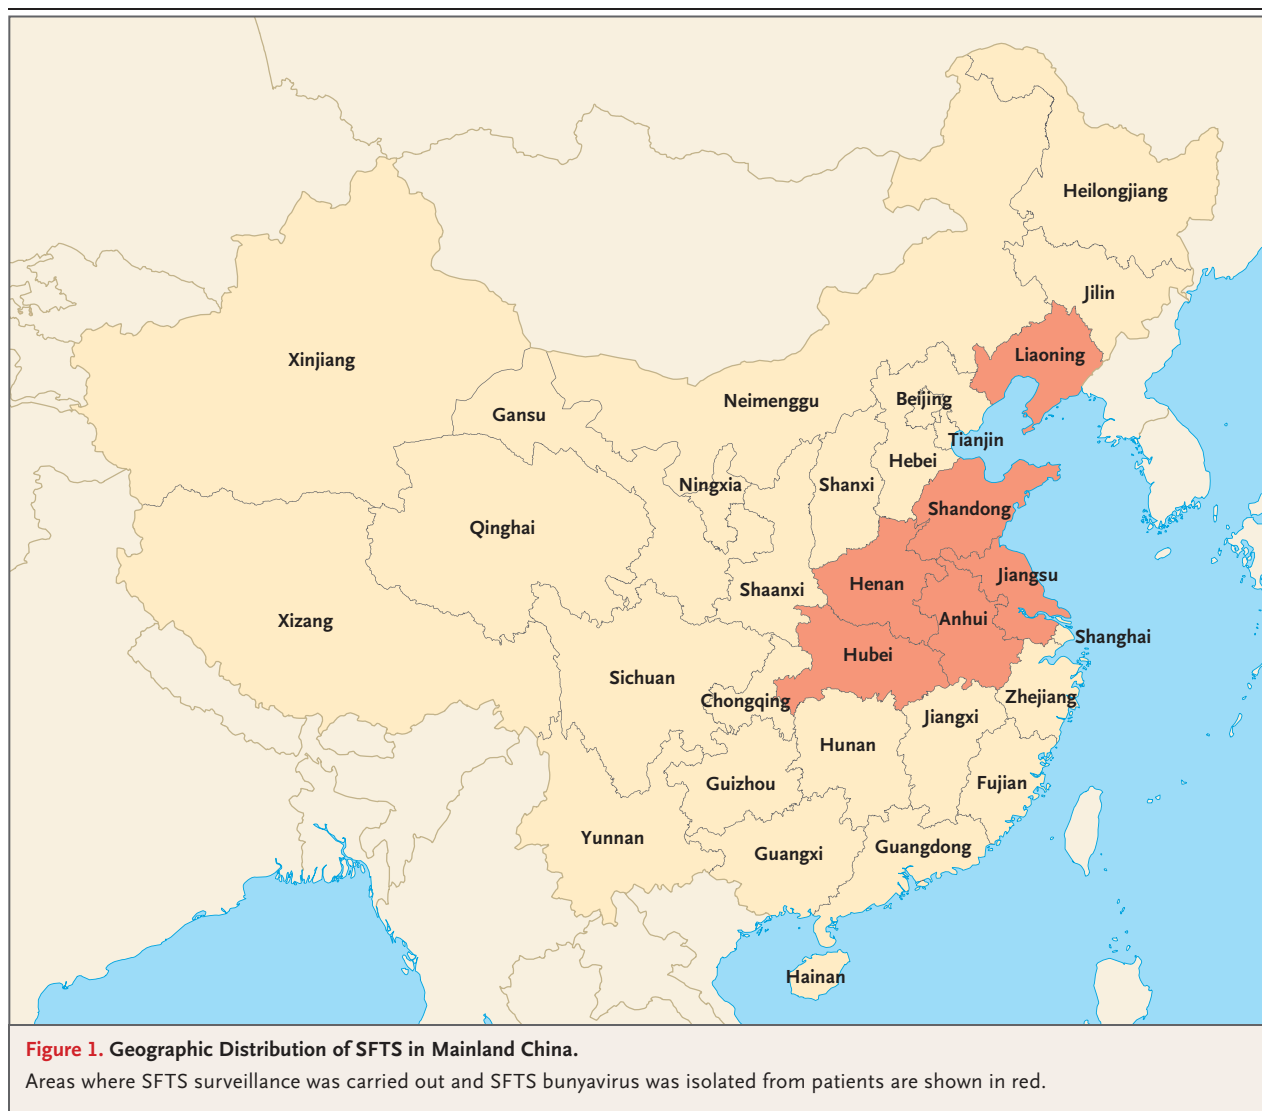 Heilongjiang
Jilin
Liaoning
Xinjiang
Gansu
Neimenggu
Beijing
Tianjin
Hebei
Ningxia
Shanxi
Shandong
Qinghai
Shaanxi
Henan
Jiangsu
Anhui
Xizang
Shanghai
Hubei
Sichuan
Chongqing
Zhejiang
Jiangxi
Hunan
Guizhou
Fujian
Yunnan
Guangxi
Guangdong
Hainan
Figure 1. Geographic Distribution of SFTS in Mainland China.
Areas where SFTS surveillance was carried out and SFTS bunyavirus was isolated from patients are shown in red.